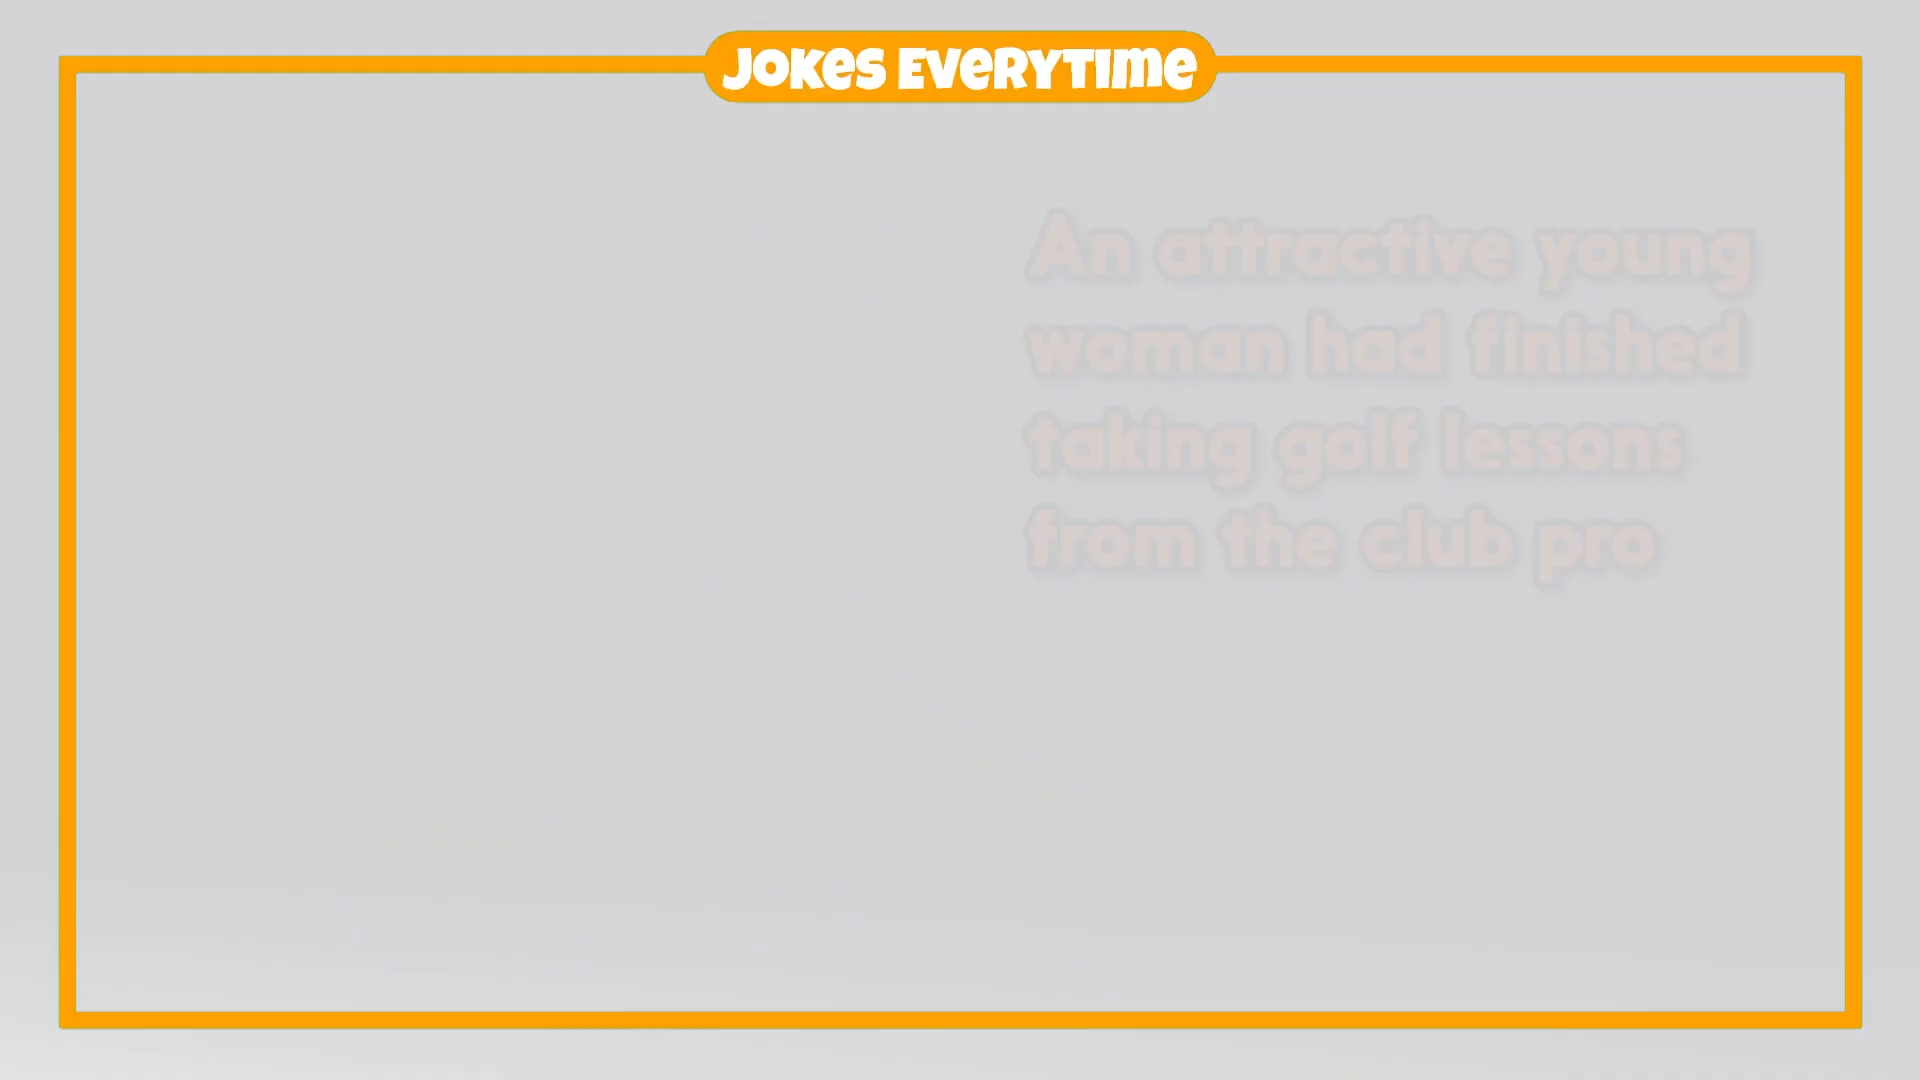 JOKES EVERYTIME
An attractive young
woman had finished
taking golf lessons
from the club pro